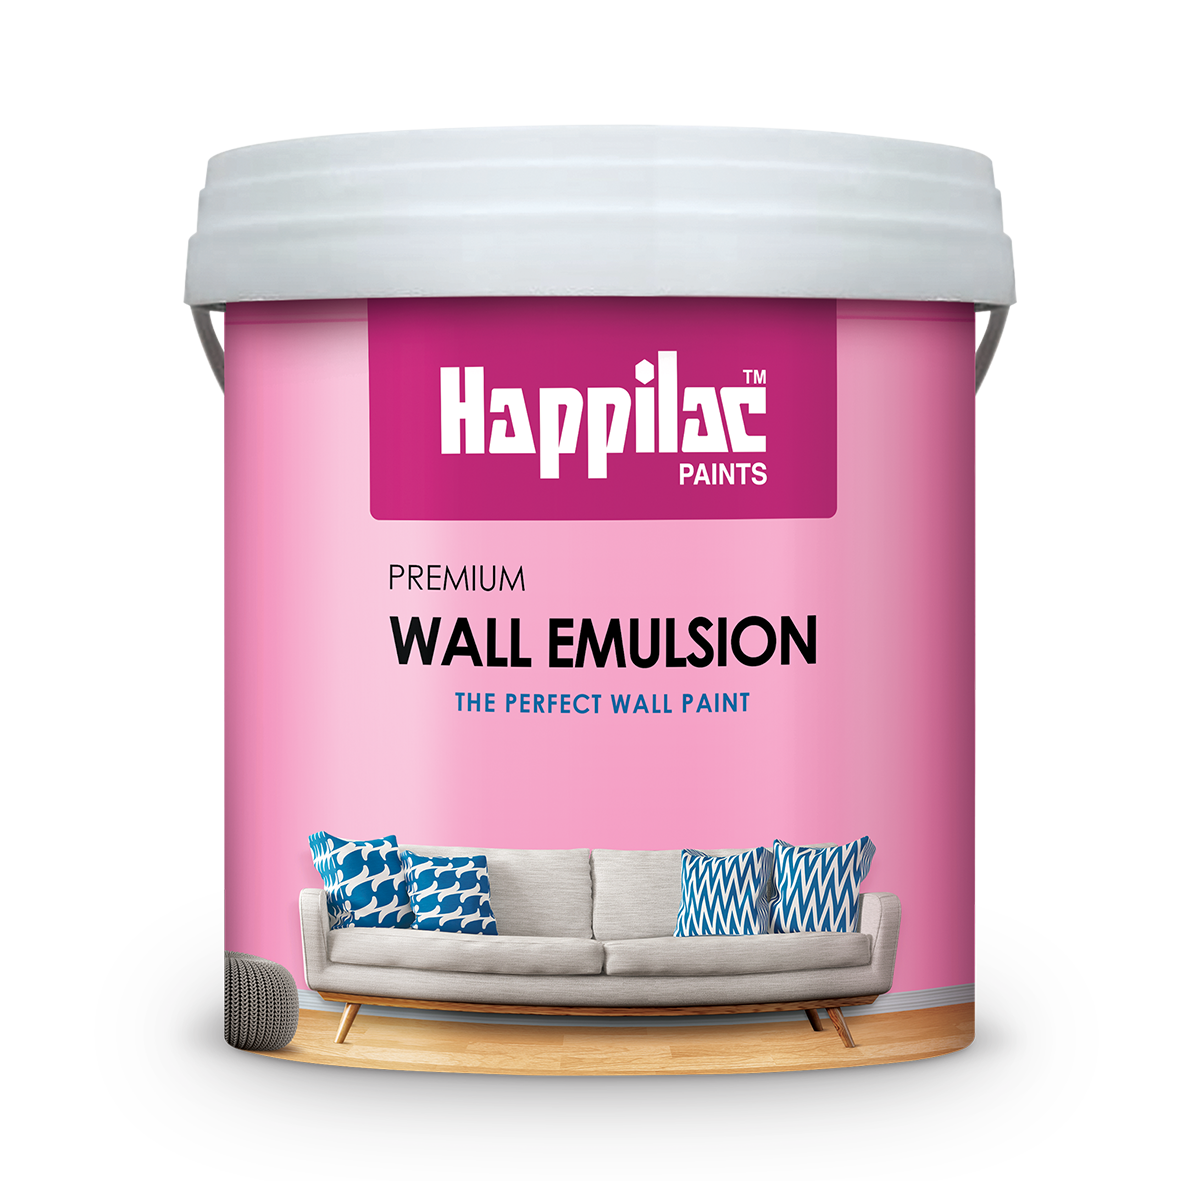 Happilac™
PAINTS
PREMIUM
WALL EMULSION
THE PERFECT WALL PAINT